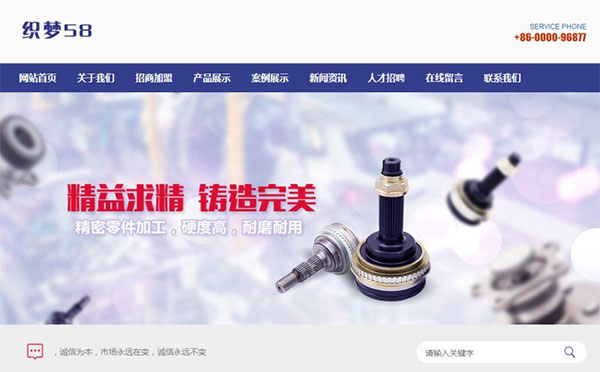 织梦58
SERVICE PHONE
+86-0000-96877
网站首页 关于我们 招商加盟 产品展示 案例展示 新闻资讯 人才招聘 在线留言 联系我们
精益求精 铸造完美
精密零件加工，硬度高，耐磨耐用
，诚信为本，市场永远在变，诚信永远不变
请输入关键字